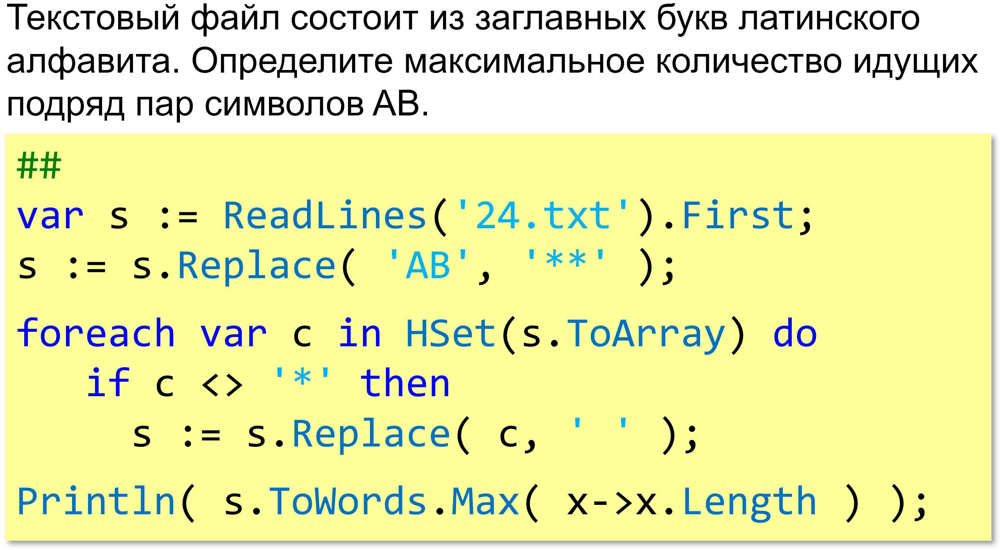 Текстовый файл состоит из заглавных букв латинского
алфавита. Определите максимальное количество идущих
подряд пар символов AB.
##
var s := ReadLines('24.txt').First;
s := s.Replace( 'AB', '**' );
foreach var c in HSet(s.ToArray) do
if c <> '*' then
s := s.Replace( c, ' ' );
Println( s.ToWords.Max( x->x.Length ) );